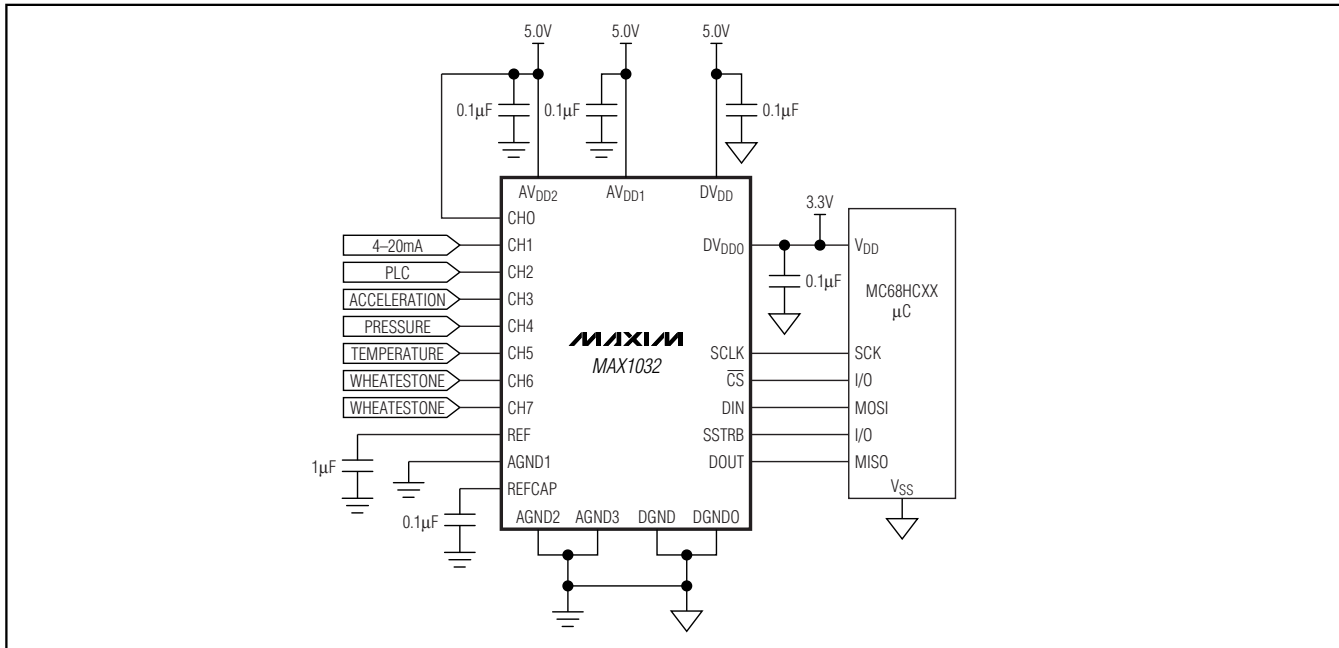 5.0V 5.0V 5.0V
0.1µF 0.1µF 0.1µF
AVDD2 AVDD1 DVDD
3.3V
CH0
4–20mA CH1 DVDDO VDD
PLC CH2
0.1µF
ACCELERATION CH3
MC68HCXX
µC
PRESSURE CH4
MAXIM
MAX1032
TEMPERATURE CH5 SCLK SCK
WHEATESTONE CH6 CS I/O
WHEATESTONE CH7 DIN MOSI
REF SSTRB I/O
1µF
AGND1 DOUT MISO
REFCAP
VSS
0.1µF
AGND2 AGND3 DGND DGNDO